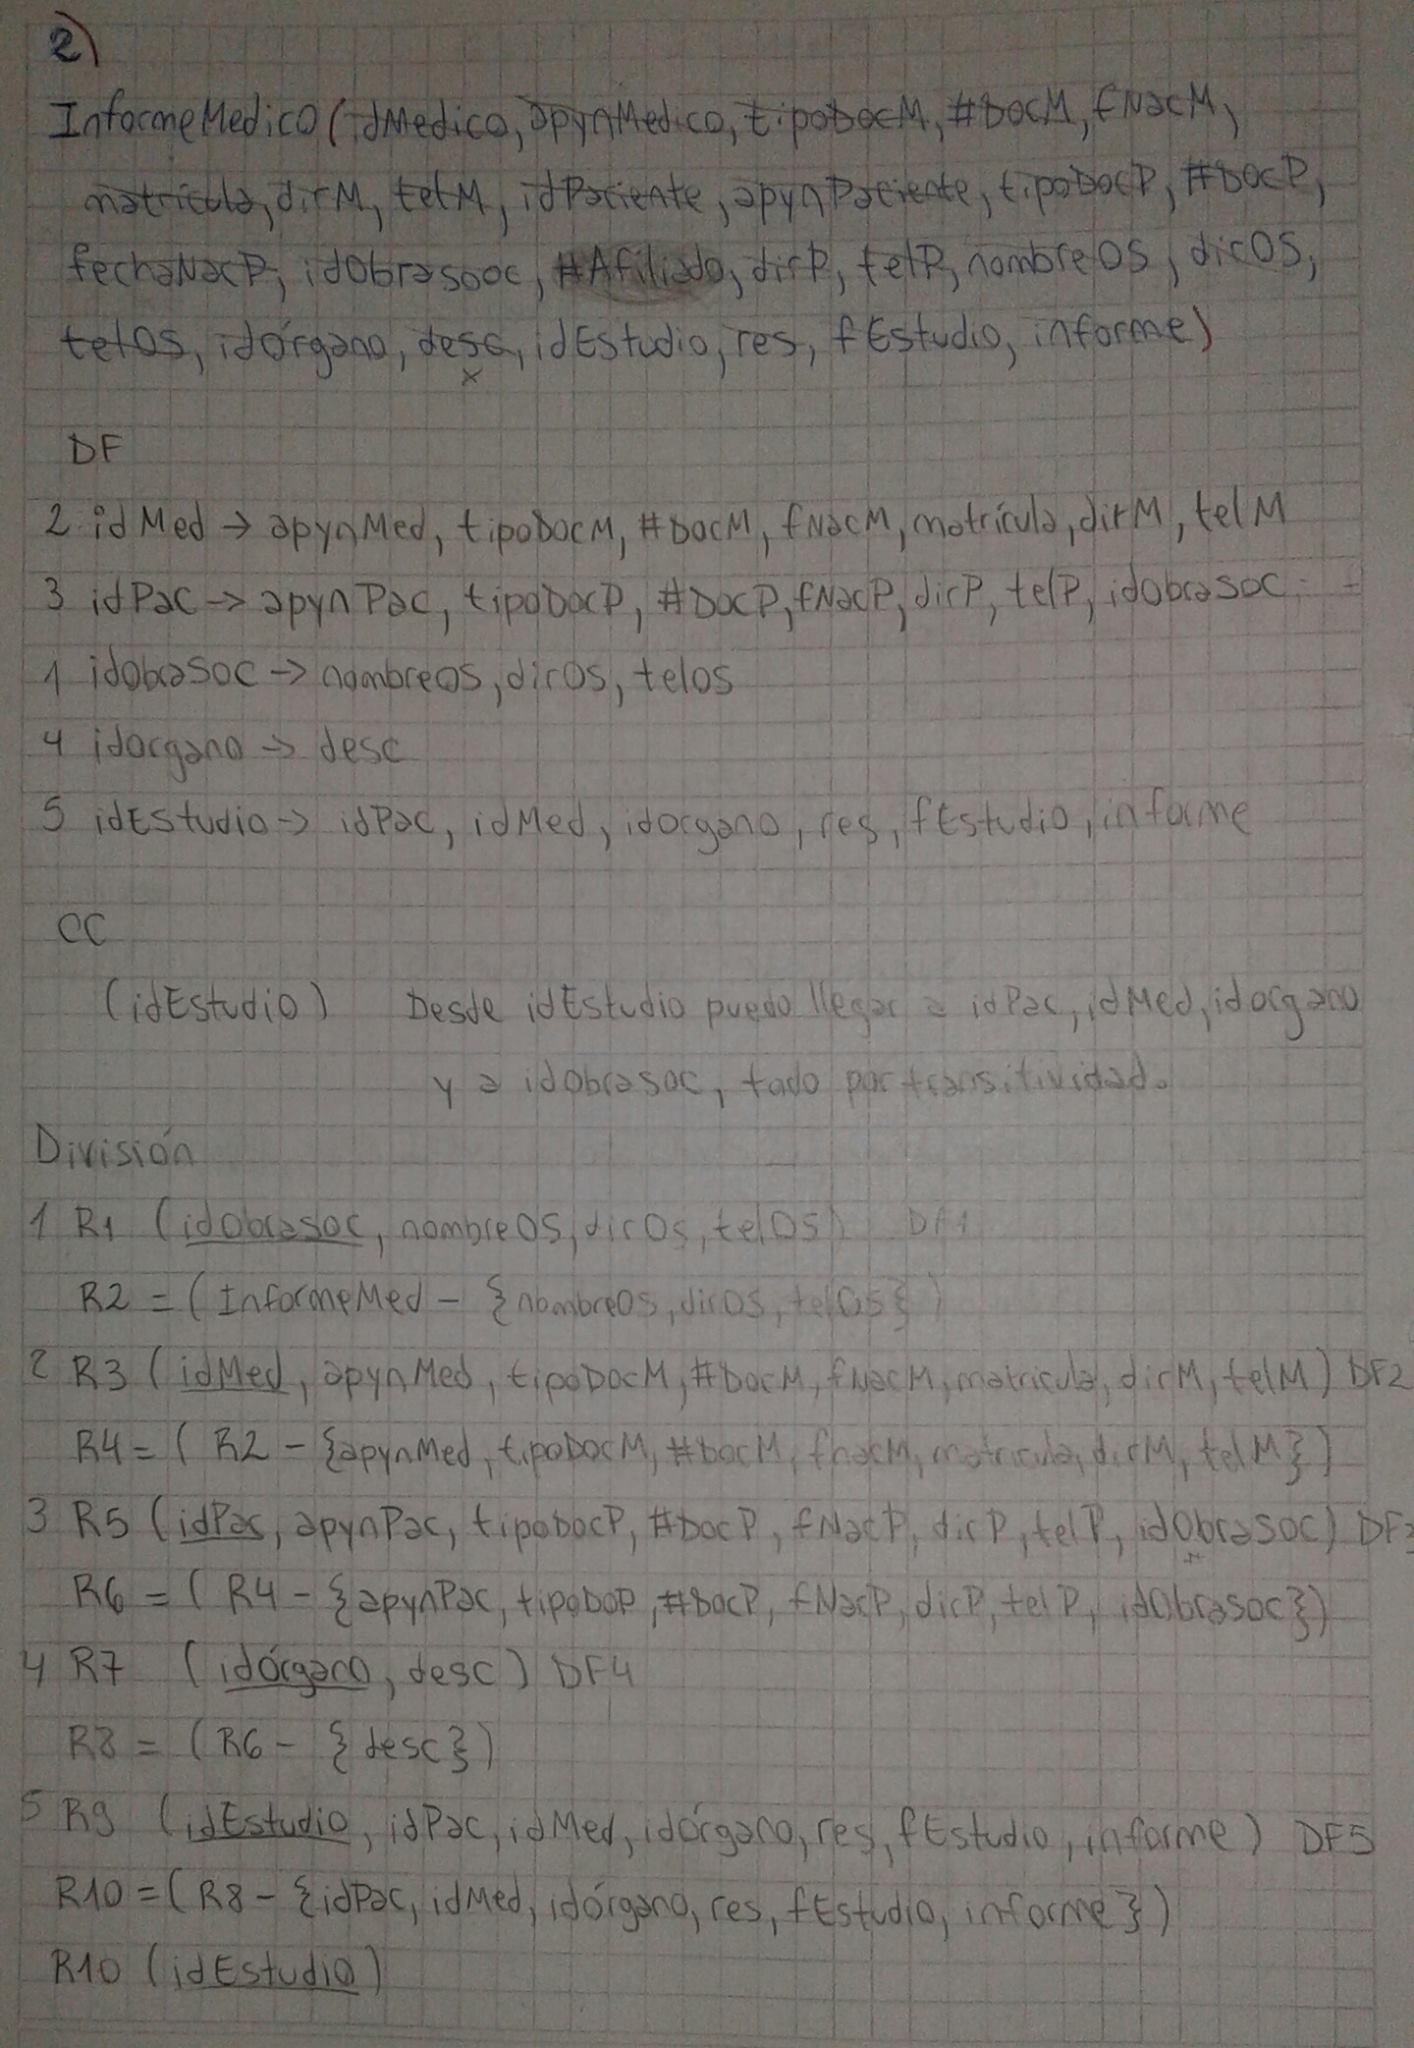 2)
InformeMedico(idMedico, apynMedico, tipoDocM, #DocM, fNacM,
matrícula, dirM, telM, idPaciente, apynPaciente, tipoDocP, #DocP,
fechaNacP, idObrasooc, #Afiliado, dirP, telP, nombreOS, dirOS,
telOS, idórgano, desc, idEstudio, res, fEstudio, informe)
x
DF
2 idMed → apynMed, tipoDocM, #DocM, fNacM, matrícula, dirM, telM
3 idPac → apynPac, tipoDocP, #DocP, fNacP, dirP, telP, idObrasoc
1 idObrasoc → nombreOS, dirOS, telOS
4 idorgano → desc
5 idEstudio → idPac, idMed, idorgano, res, fEstudio, informe
CC
(idEstudio) Desde idEstudio puedo llegar a idPac, idMed, idorgano
y a idObrasoc, todo por transitividad.
División
1 R1 (idObrasoc, nombreOS, dirOs, telOS) DF1
R2 = (InformeMed - {nombreOS, dirOS, telOS})
2 R3 (idMed, apynMed, tipoDocM, #DocM, fNacM, matricula, dirM, telM) DF2
R4 = (R2 - {apynMed, tipoDocM, #DocM, fnacM, matricula, dirM, telM})
3 R5 (idPac, apynPac, tipoDocP, #DocP, fNacP, dirP, telP, idObrasoc) DF3
R6 = (R4 - {apynPac, tipoDoP, #DocP, fNacP, dirP, telP, idObrasoc})
4 R7 (idórgano, desc) DF4
R8 = (R6 - {desc})
5 R9 (idEstudio, idPac, idMed, idórgano, res, fEstudio, informe) DF5
R10 = (R8 - {idPac, idMed, idórgano, res, fEstudio, informe})
R10 (idEstudio)